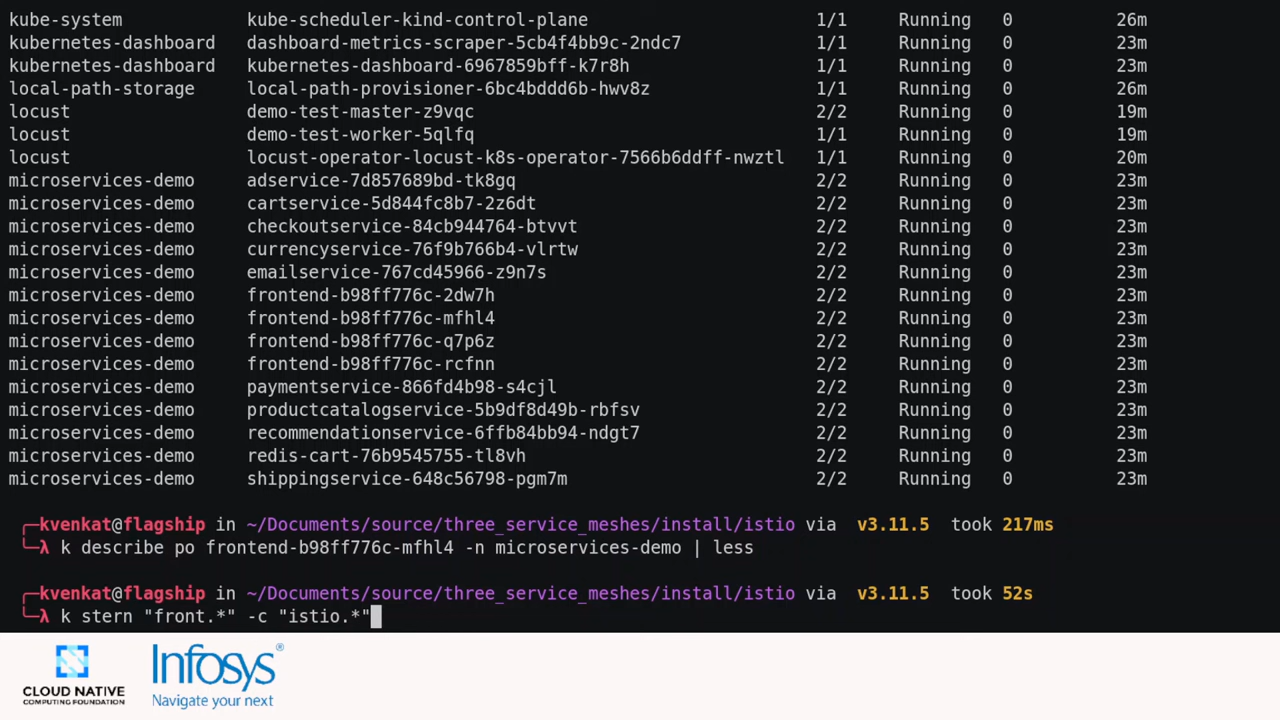 kube-system kube-scheduler-kind-control-plane 1/1 Running 0 26m
kubernetes-dashboard dashboard-metrics-scraper-5cb4f4bb9c-2ndc7 1/1 Running 0 23m
kubernetes-dashboard kubernetes-dashboard-6967859bff-k7r8h 1/1 Running 0 23m
local-path-storage local-path-provisioner-6bc4bddd6b-hwv8z 1/1 Running 0 26m
locust demo-test-master-z9vqc 2/2 Running 0 19m
locust demo-test-worker-5qlfq 1/1 Running 0 19m
locust locust-operator-locust-k8s-operator-7566b6ddff-nwztl 1/1 Running 0 20m
microservices-demo adservice-7d857689bd-tk8gq 2/2 Running 0 23m
microservices-demo cartservice-5d844fc8b7-2z6dt 2/2 Running 0 23m
microservices-demo checkoutservice-84cb944764-btvvt 2/2 Running 0 23m
microservices-demo currencyservice-76f9b766b4-vlrtw 2/2 Running 0 23m
microservices-demo emailservice-767cd45966-z9n7s 2/2 Running 0 23m
microservices-demo frontend-b98ff776c-2dw7h 2/2 Running 0 23m
microservices-demo frontend-b98ff776c-mfhl4 2/2 Running 0 23m
microservices-demo frontend-b98ff776c-q7p6z 2/2 Running 0 23m
microservices-demo frontend-b98ff776c-rcfnn 2/2 Running 0 23m
microservices-demo paymentservice-866fd4b98-s4cjl 2/2 Running 0 23m
microservices-demo productcatalogservice-5b9df8d49b-rbfsv 2/2 Running 0 23m
microservices-demo recommendationservice-6ffb84bb94-ndgt7 2/2 Running 0 23m
microservices-demo redis-cart-76b9545755-tl8vh 2/2 Running 0 23m
microservices-demo shippingservice-648c56798-pgm7m 2/2 Running 0 23m
╭─kvenkat@flagship in ~/Documents/source/three_service_meshes/install/istio via v3.11.5 took 217ms
╰─λ k describe po frontend-b98ff776c-mfhl4 -n microservices-demo | less
╭─kvenkat@flagship in ~/Documents/source/three_service_meshes/install/istio via v3.11.5 took 52s
╰─λ k stern "front.*" -c "istio.*"
CLOUD NATIVE
COMPUTING FOUNDATION
Infosys®
Navigate your next